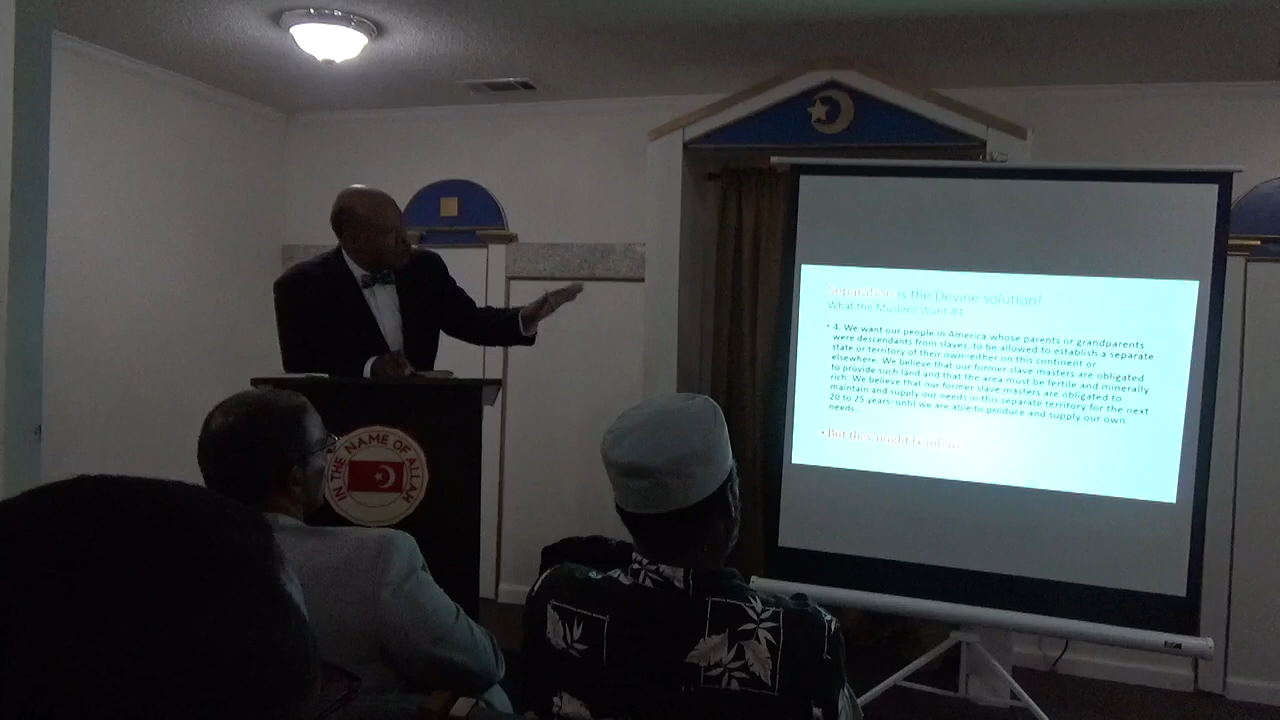 Separation is the Devine solution!
What the Muslims Want #4
• 4. We want our people in America whose parents or grandparents
were descendants from slaves, to be allowed to establish a separate
state or territory of their own–either on this continent or
elsewhere. We believe that our former slave masters are obligated
to provide such land and that the area must be fertile and minerally
rich. We believe that our former slave masters are obligated to
maintain and supply our needs in this separate territory for the next
20 to 25 years–until we are able to produce and supply our own
needs.
• But they might
IN THE NAME OF ALLAH